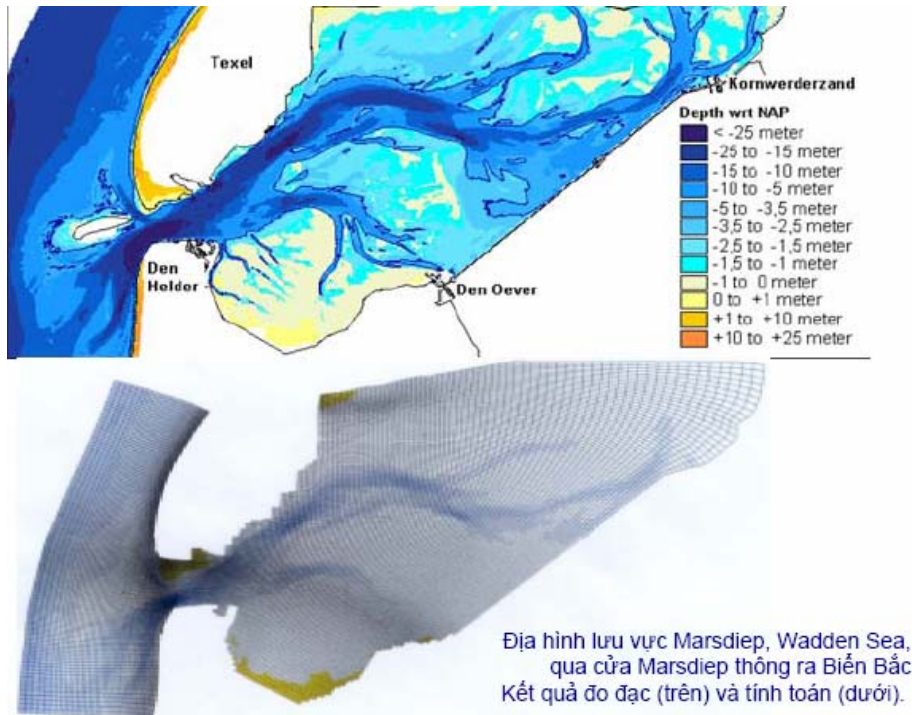 Texel
Kornwerderzand
Depth wrt NAP
< -25 meter
-25 to -15 meter
-15 to -10 meter
-10 to -5 meter
-5 to -3,5 meter
-3,5 to -2,5 meter
-2,5 to -1,5 meter
-1,5 to -1 meter
-1 to 0 meter
0 to +1 meter
+1 to +10 meter
+10 to +25 meter
Den
Helder
Den Oever
Địa hình lưu vực Marsdiep, Wadden Sea,
qua cửa Marsdiep thông ra Biển Bắc
Kết quả đo đạc (trên) và tính toán (dưới).